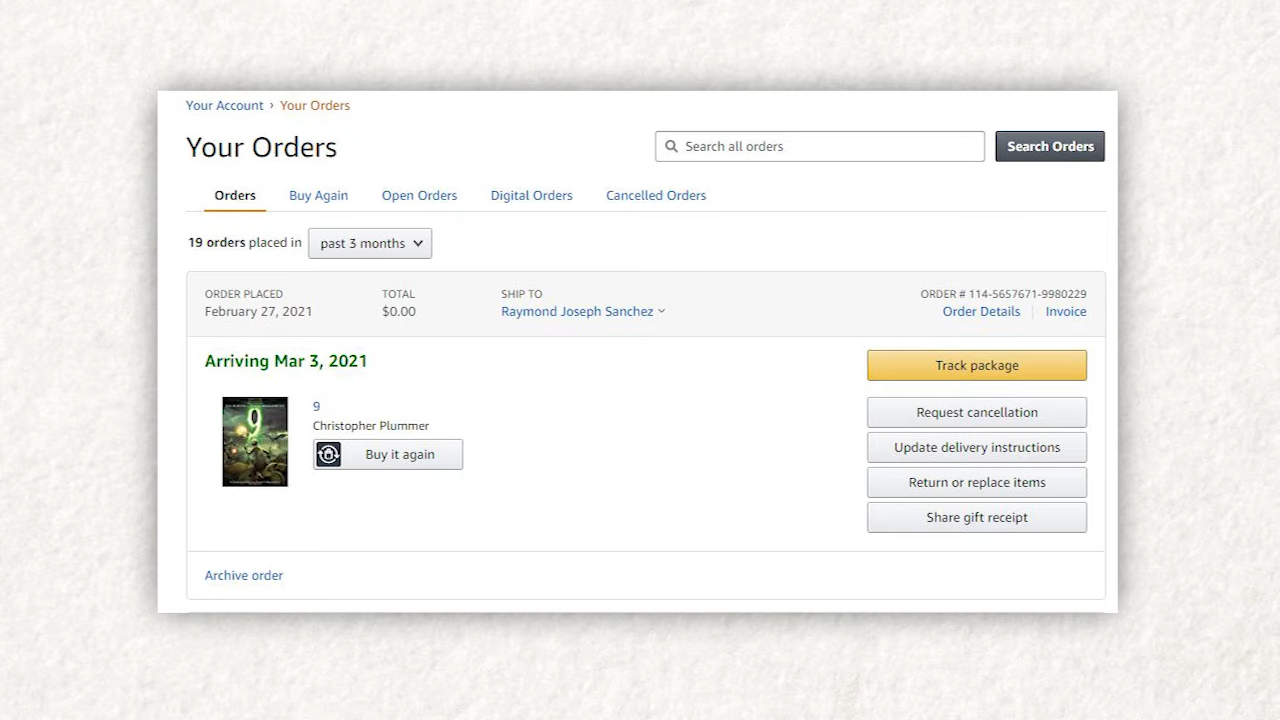 Your Account › Your Orders
Your Orders
Search all orders
Search Orders
Orders Buy Again Open Orders Digital Orders Cancelled Orders
19 orders placed in past 3 months
ORDER PLACED TOTAL SHIP TO ORDER # 114-5657671-9980229
February 27, 2021 $0.00 Raymond Joseph Sanchez Order Details Invoice
Arriving Mar 3, 2021
Track package
9
9
Christopher Plummer
Buy it again
Request cancellation
Update delivery instructions
Return or replace items
Share gift receipt
Archive order